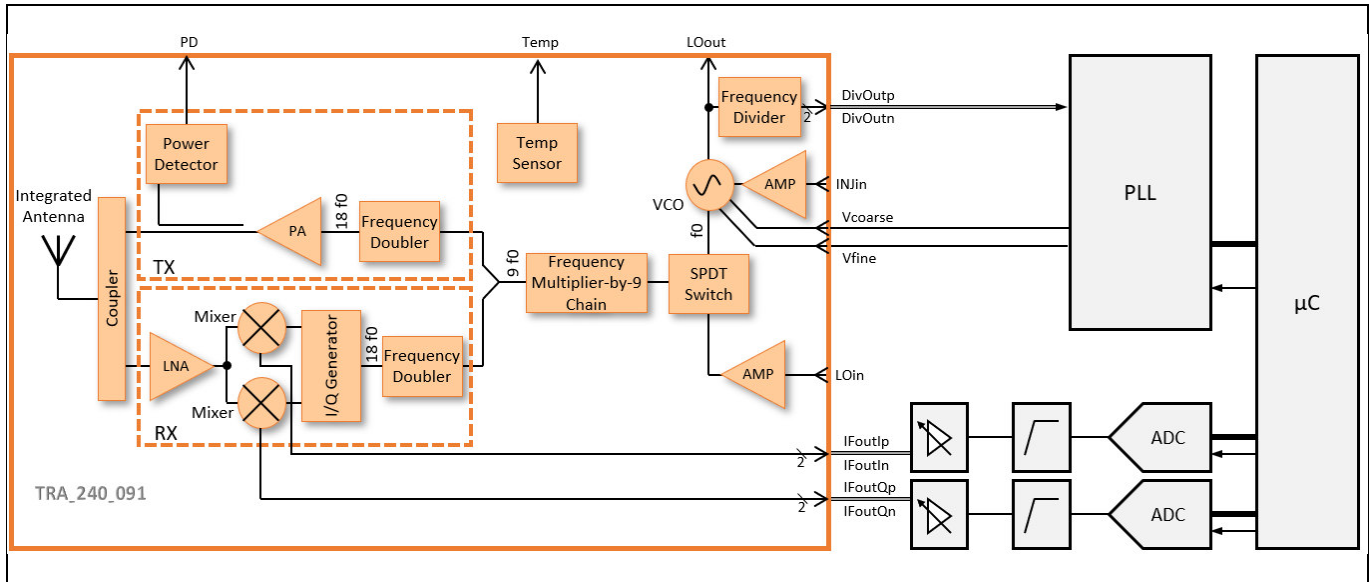 PD
Temp
LOout
Frequency
Divider
2
DivOutp
DivOutn
Power
Detector
Temp
Sensor
Integrated
Antenna
VCO
AMP
INJin
PLL
18 f0
PA
Frequency
Doubler
f0
Vcoarse
Vfine
TX
9 f0
Frequency
Multiplier-by-9
Chain
SPDT
Switch
Coupler
µC
Mixer
LNA
I/Q Generator
18 f0
Frequency
Doubler
AMP
LOin
Mixer
RX
2
IFoutIp
IFoutIn
ADC
TRA_240_091
2
IFoutQp
IFoutQn
ADC